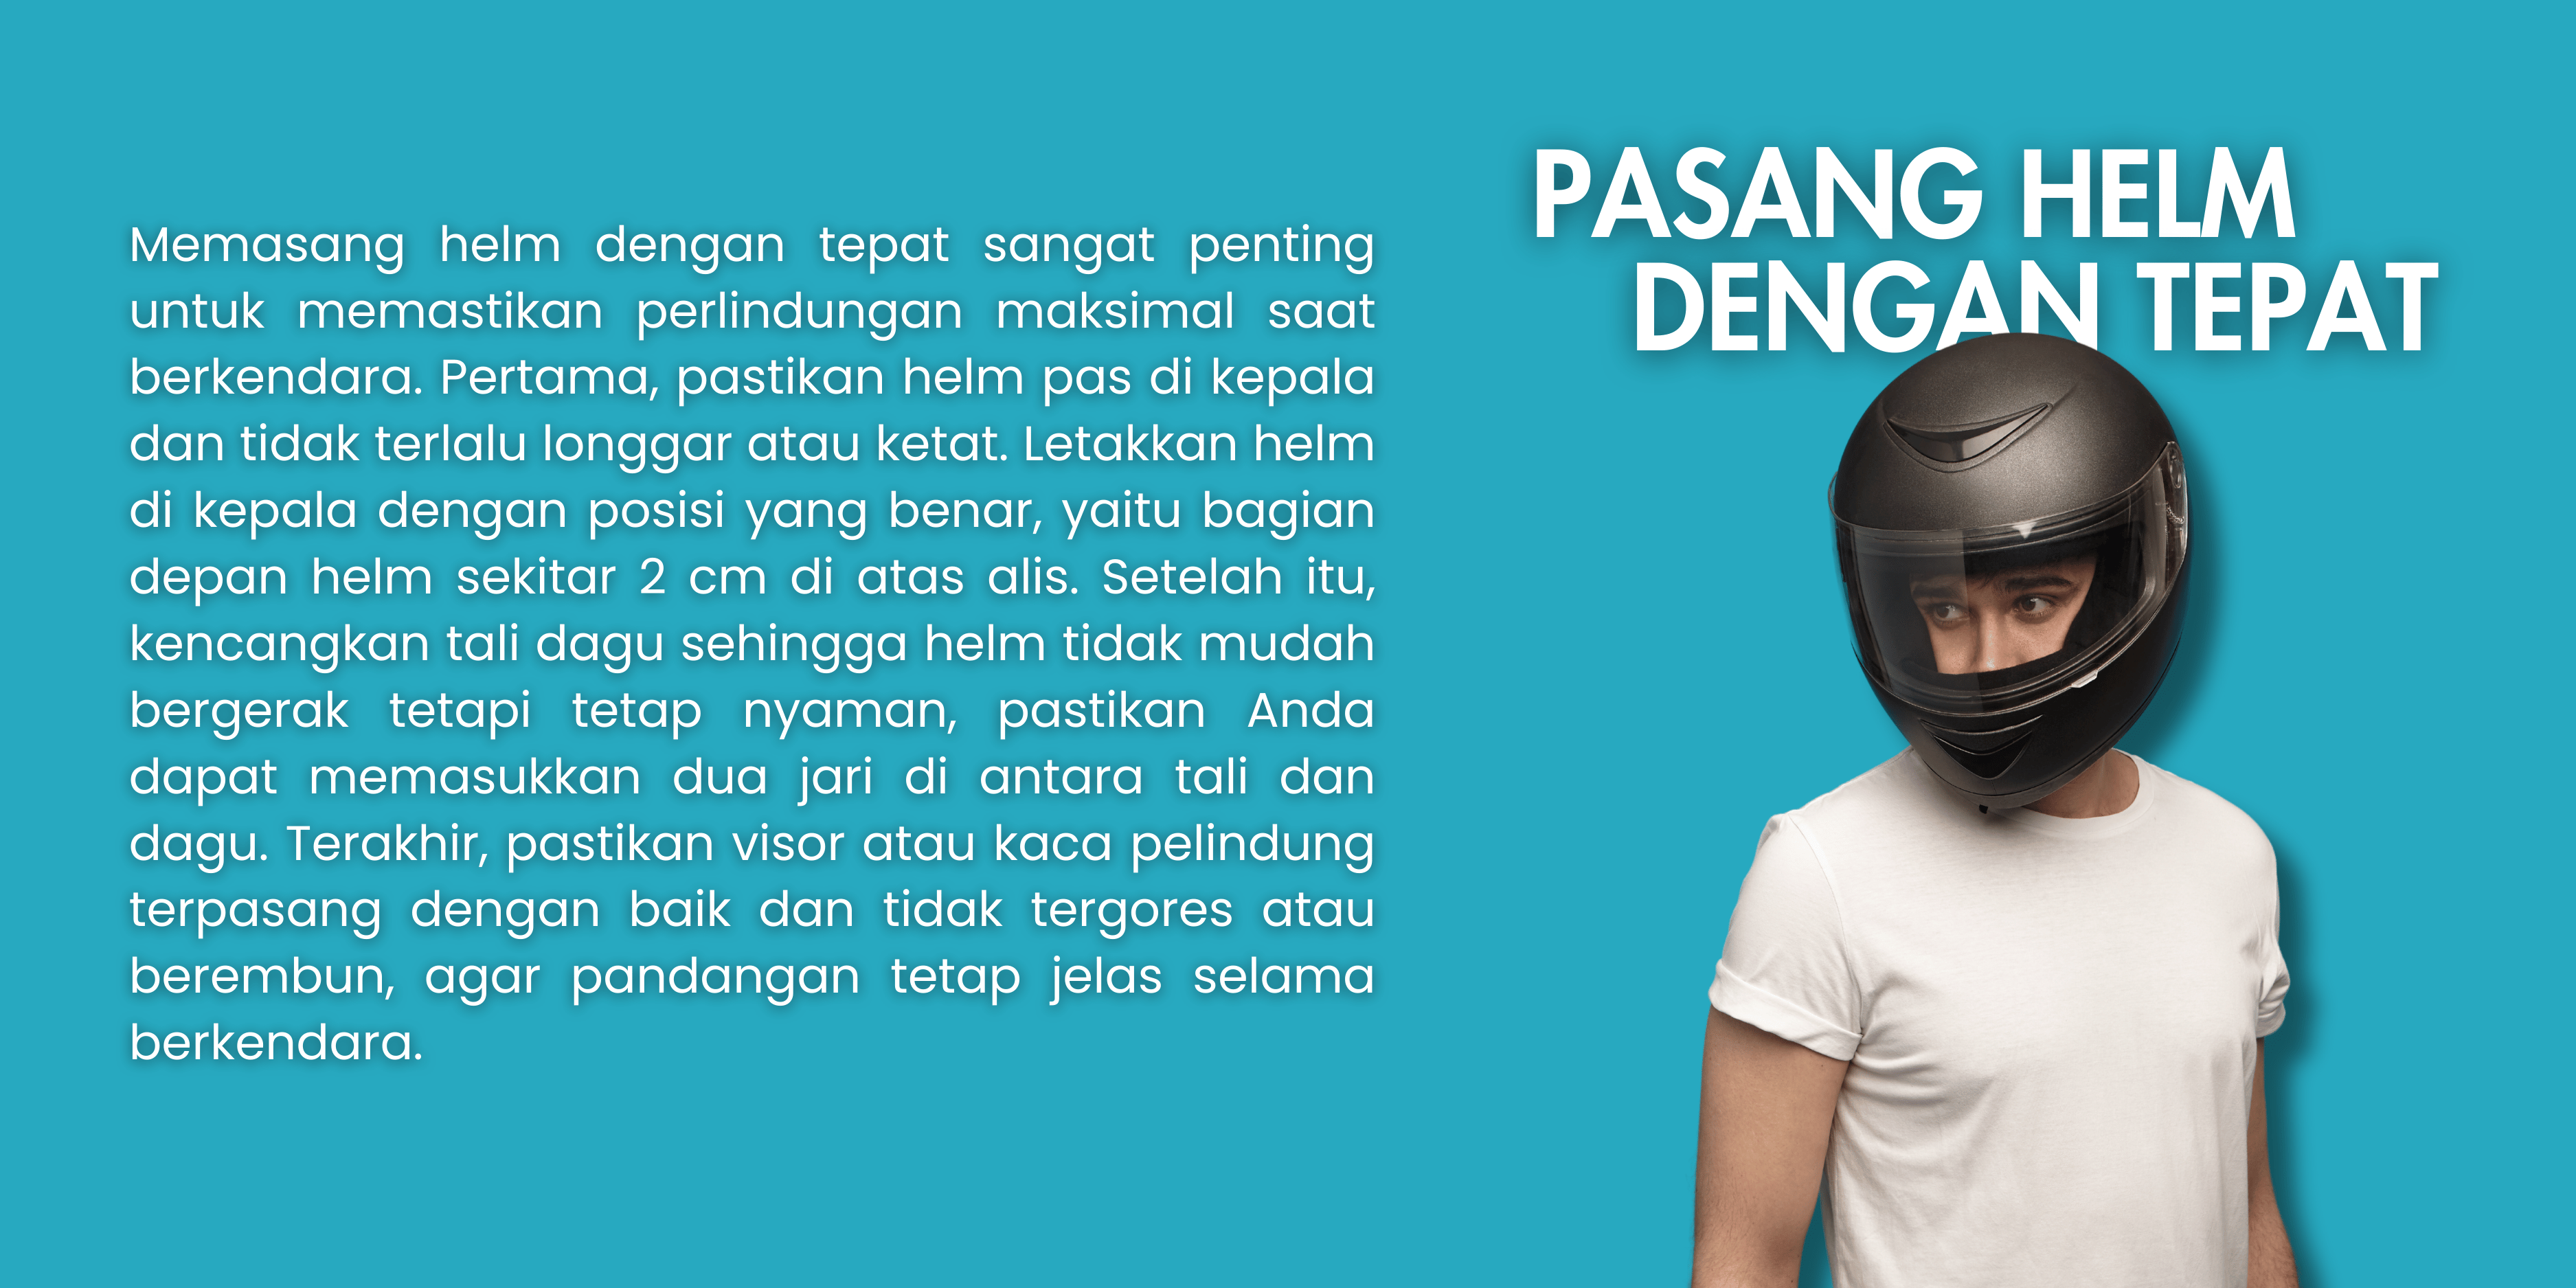 PASANG HELM
DENGAN TEPAT
Memasang helm dengan tepat sangat penting
untuk memastikan perlindungan maksimal saat
berkendara. Pertama, pastikan helm pas di kepala
dan tidak terlalu longgar atau ketat. Letakkan helm
di kepala dengan posisi yang benar, yaitu bagian
depan helm sekitar 2 cm di atas alis. Setelah itu,
kencangkan tali dagu sehingga helm tidak mudah
bergerak tetapi tetap nyaman, pastikan Anda
dapat memasukkan dua jari di antara tali dan
dagu. Terakhir, pastikan visor atau kaca pelindung
terpasang dengan baik dan tidak tergores atau
berembun, agar pandangan tetap jelas selama
berkendara.